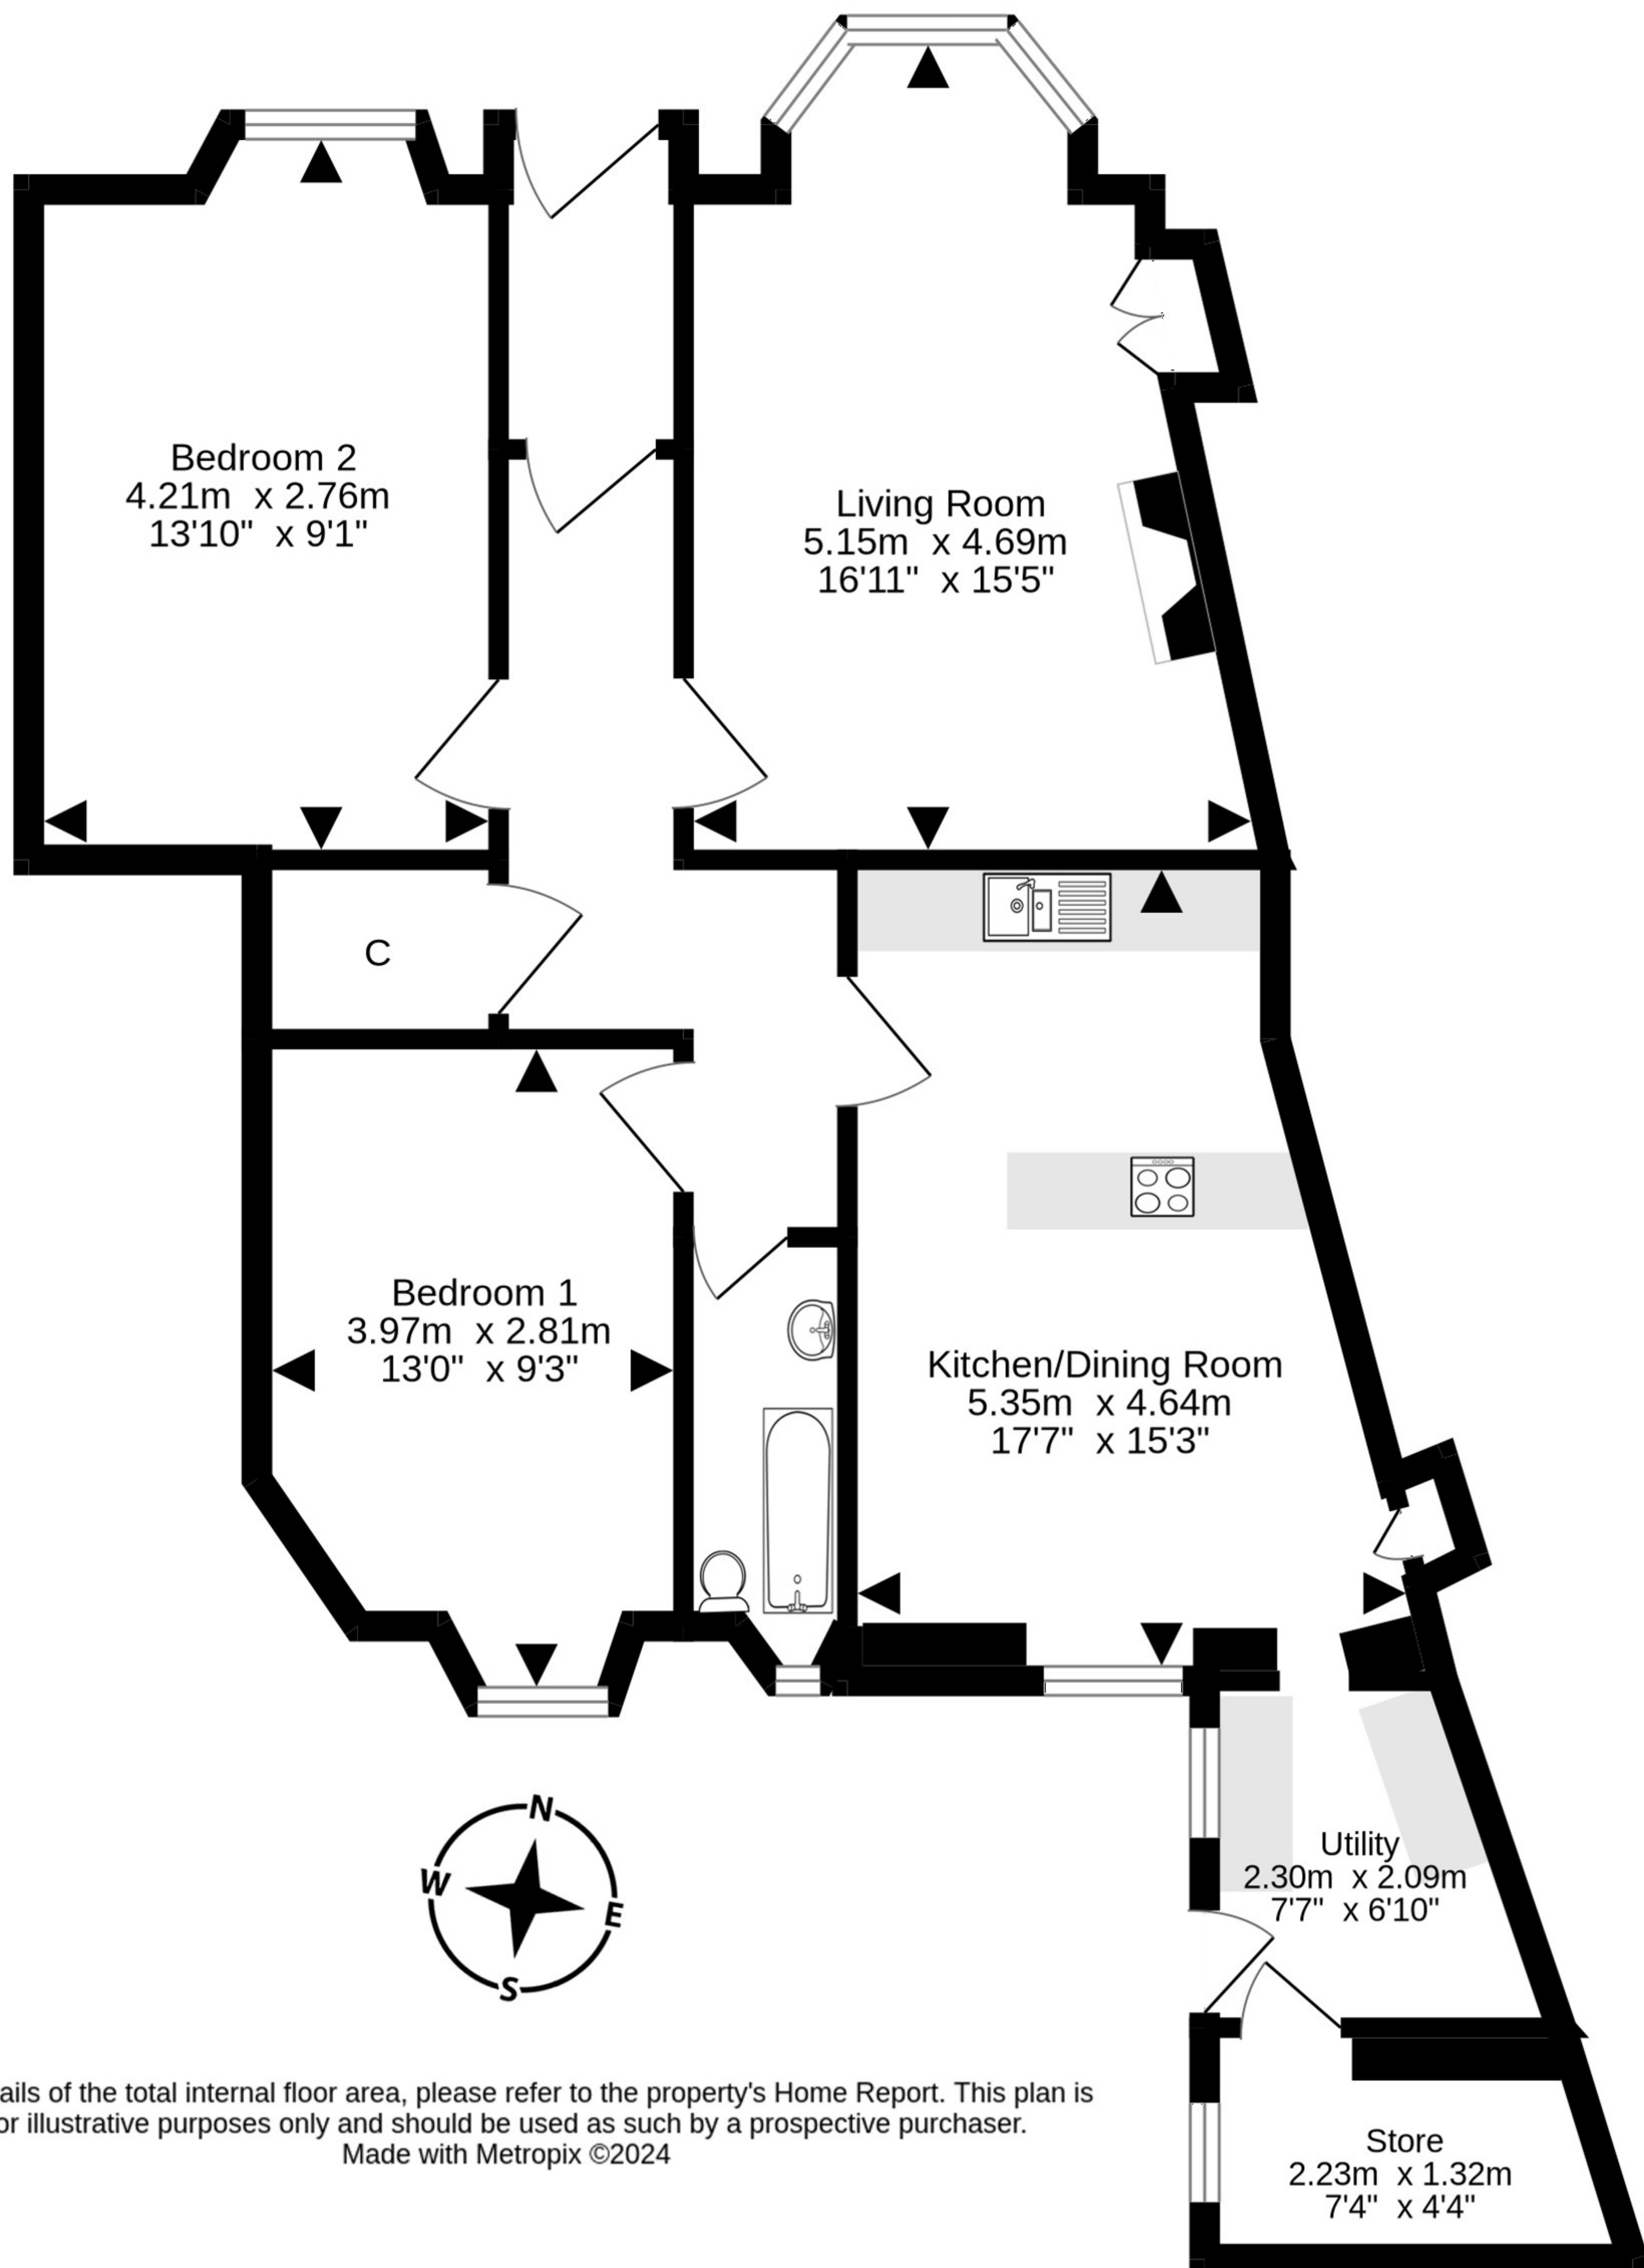 Bedroom 2
4.21m x 2.76m
13'10" x 9'1"
Living Room
5.15m x 4.69m
16'11" x 15'5"
C
Bedroom 1
3.97m x 2.81m
13'0" x 9'3"
Kitchen/Dining Room
5.35m x 4.64m
17'7" x 15'3"
N
W
E
S
Utility
2.30m x 2.09m
7'7" x 6'10"
of the total internal floor area, please refer to the property's Home Report. This plan is
illustrative purposes only and should be used as such by a prospective purchaser.
Made with Metropix ©2024
Store
2.23m x 1.32m
7'4" x 4'4"